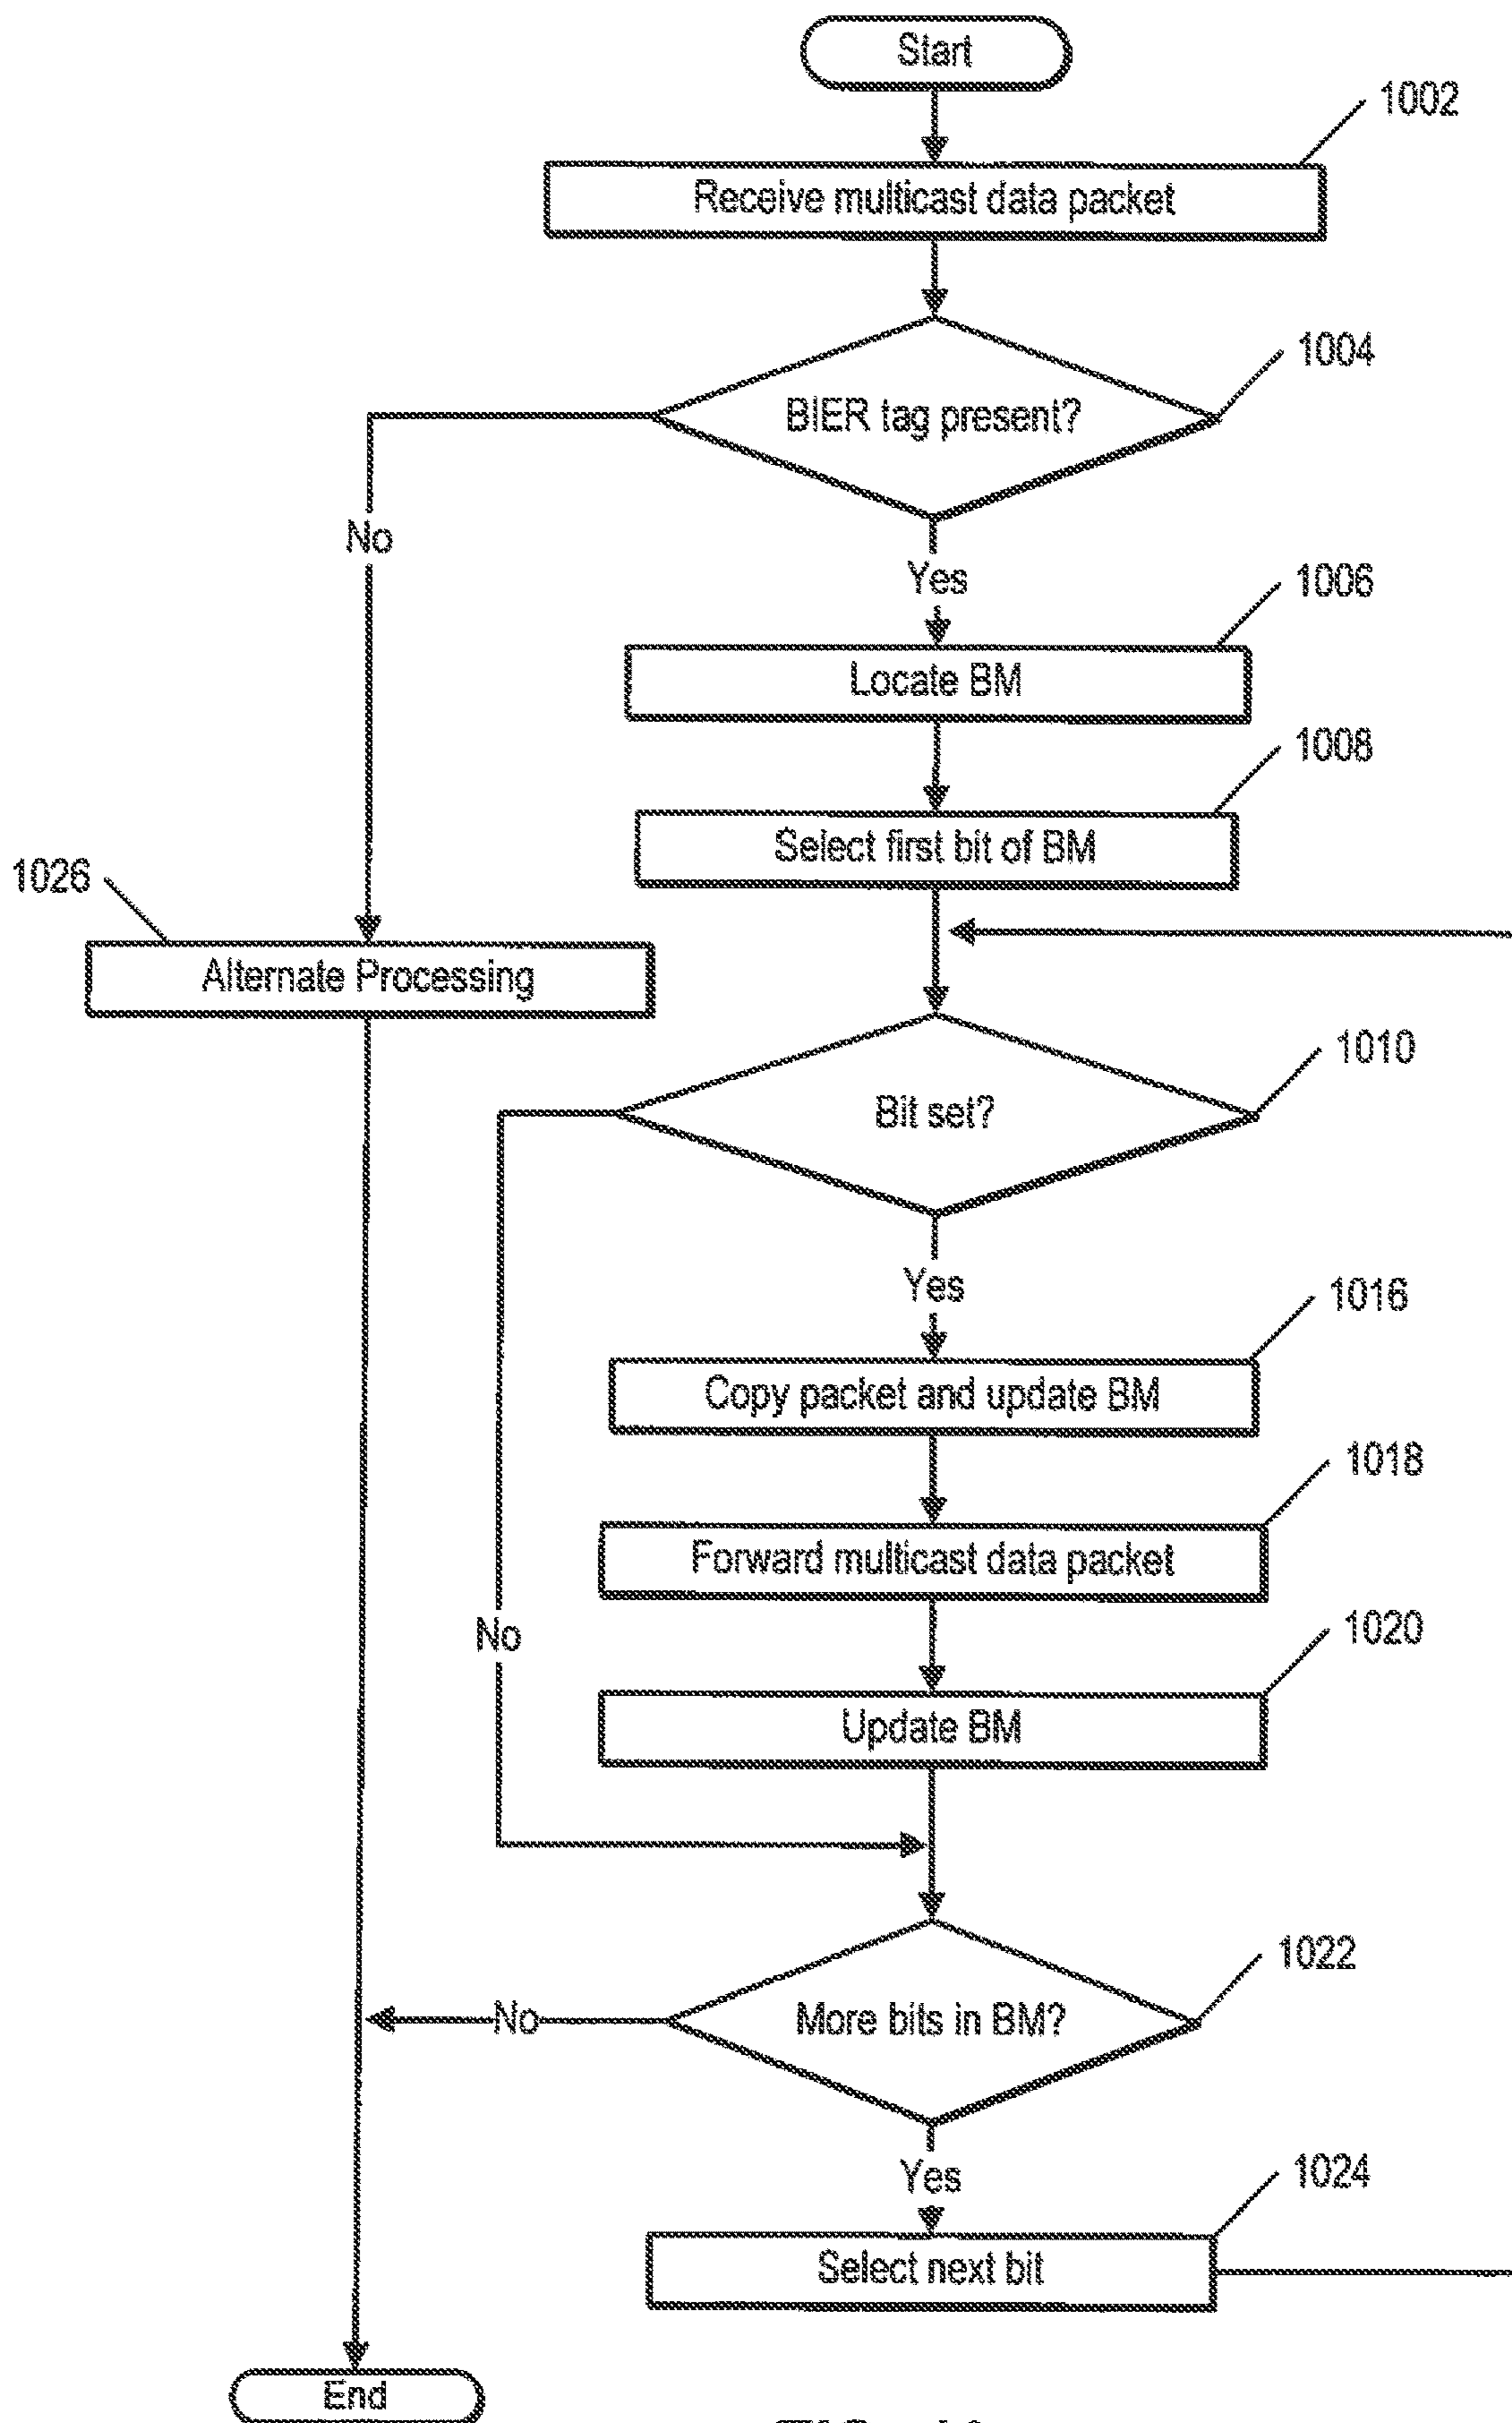 Start
1002
Receive multicast data packet
1004
BIER tag present?
No
Yes
1006
Locate BM
1008
Select first bit of BM
1026
Alternate Processing
1010
Bit set?
Yes
1016
Copy packet and update BM
1018
Forward multicast data packet
No
1020
Update BM
1022
More bits in BM?
No
Yes
1024
Select next bit
End